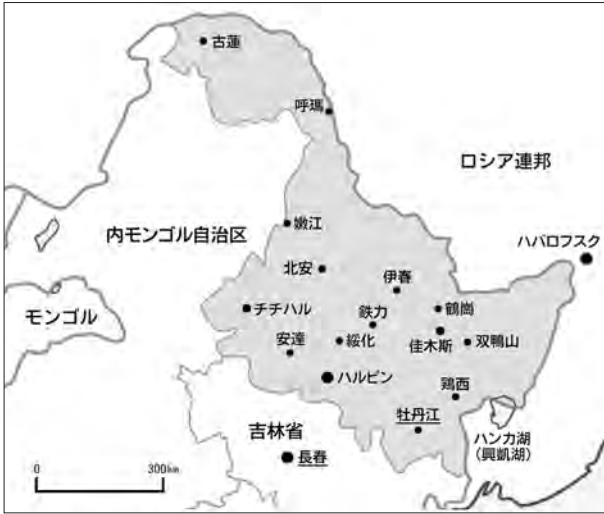 古蓮
呼瑪
ロシア連邦
嫩江
内モンゴル自治区
ハバロフスク
北安
伊春
チチハル
鶴崗
モンゴル
鉄力
安達
綏化
佳木斯
双鴨山
ハルピン
鶏西
牡丹江
吉林省
ハンカ湖
(興凱湖)
長春
0
300km